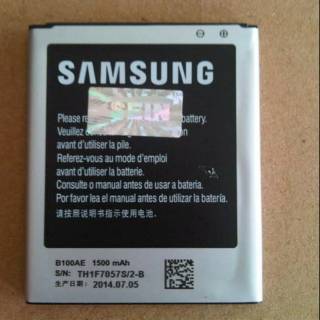 SAMSUNG
SEIN
Please re battery.
Veuillez
avant d'utiliser la pile.
Referez-vous au mode d'emploi
avant d'utiliser la batterie.
Consulte o manual antes de usar a bateria.
Por favor lea el manual antes de utilizar la batería.
请按照说明书指示使用电池。
B100AE 1500 mAh
S/N: TH1F7057S/2-B
生产日期: 2014.07.05